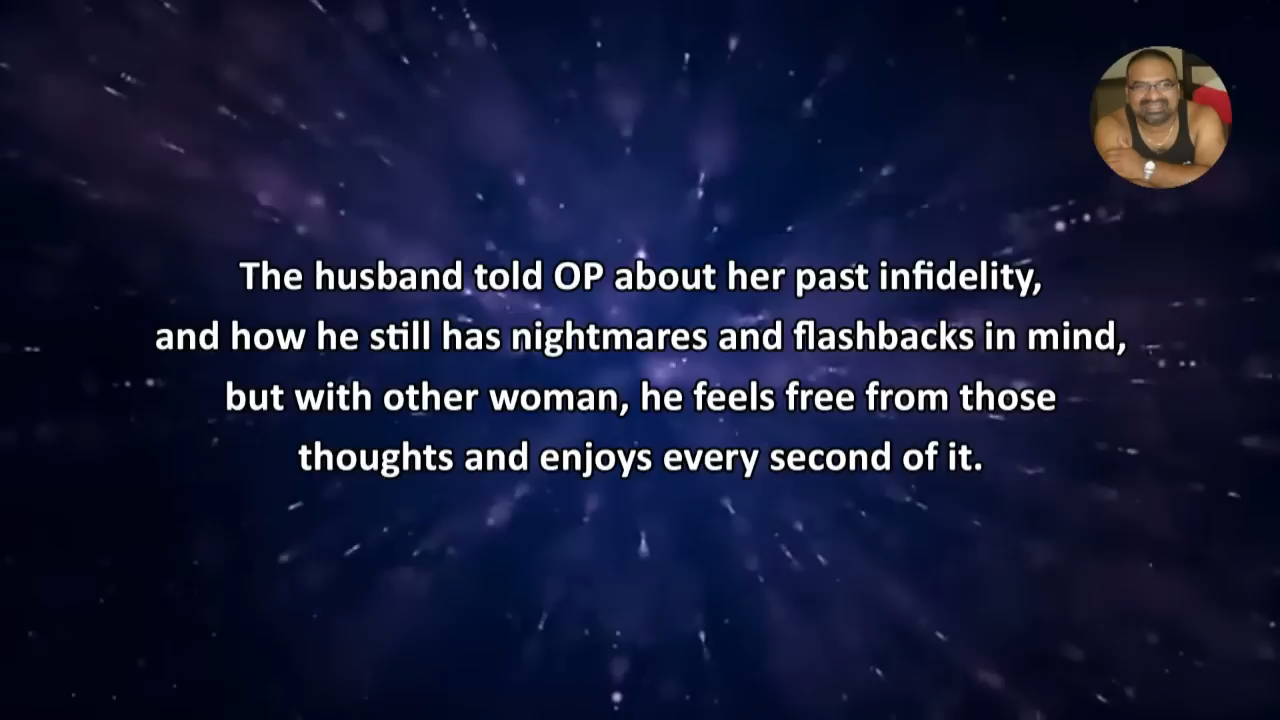 The husband told OP about her past infidelity,
and how he still has nightmares and flashbacks in mind,
but with other woman, he feels free from those
thoughts and enjoys every second of it.